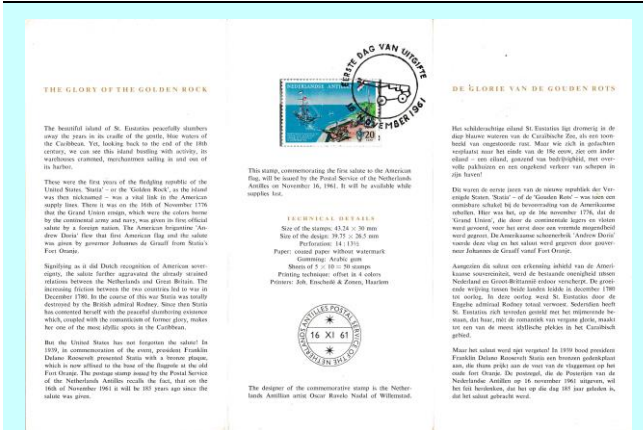 THE GLORY OF THE GOLDEN ROCK
The beautiful island of St. Eustatius peacefully slumbers
away the years in its cradle of the gentle, blue waters of
the Caribbean. Yet, looking back to the end of the 18th
century, we can see this island bustling with activity, its
warehouses crammed, merchantmen sailing in and out of
its harbor.
These were the first years of the fledgling republic of the
United States. 'Statia' – or the 'Golden Rock', as the island
was then nicknamed – was a vital link in the American
supply lines. There it was on the 16th of November 1776
that the Grand Union ensign, which were the colors borne
by the continental army and navy, was given its first official
salute by a foreign nation. The American brigantine 'An-
drew Doria' flew that first American Flag and the salute
was given by governor Johannes de Graaff from Statia's
Fort Oranje.
Signifying as it did Dutch recognition of American sover-
eignty, the salute further aggravated the already strained
relations between the Netherlands and Great Britain. The
increasing friction between the two countries led to war in
December 1780. In the course of this war Statia was totally
destroyed by the British admiral Rodney. Since then Statia
has contented herself with the peaceful slumbering existence
which, coupled with the romanticism of former glory, makes
her one of the most idyllic spots in the Caribbean.
But the United States has not forgotten the salute! In
1939, in commemoration of the event, president Franklin
Delano Roosevelt presented Statia with a bronze plaque,
which is now affixed to the base of the flagpole at the old
Fort Oranje. The postage stamp issued by the Postal Service
of the Netherlands Antilles recalls the fact, that on the
16th of November 1961 it will be 185 years ago since the
salute was given.
NEDERLANDSE ANTILLEN
20
EERSTE DAG VAN UITGIFTE
16 NOVEMBER 1961
This stamp, commemorating the first salute to the American
flag, will be issued by the Postal Service of the Netherlands
Antilles on November 16, 1961. It will be available while
supplies last.
TECHNICAL DETAILS
Size of the stamps: 43.24 × 30 mm
Size of the design: 39.75 × 26.5 mm
Perforation: 14 : 13½
Paper: coated paper without watermark
Gumming: Arabic gum
Sheets of 5 × 10 = 50 stamps
Printing technique: offset in 4 colors
Printers: Joh. Enschedé & Zonen, Haarlem
THE NETHERLANDS ANTILLES POSTAL SERVICE OF
16 XI 61
The designer of the commemorative stamp is the Nether-
lands Antillean artist Oscar Ravelo Nadal of Willemstad.
DE GLORIE VAN DE GOUDEN ROTS
Het schilderachtige eiland St. Eustatius ligt dromerig in de
diep blauwe wateren van de Caraïbische Zee, als een toon-
beeld van ongestoorde rust. Maar wie zich in gedachten
verplaatst naar het einde van de 18e eeuw, ziet een ander
eiland – een eiland, gonzend van bedrijvigheid, met over-
volle pakhuizen en een ongekend verkeer van schepen in
zijn haven!
Dit waren de eerste jaren van de nieuwe republiek der Ver-
enigde Staten. 'Statia' – of de 'Gouden Rots' – was toen een
onmisbare schakel bij de bevoorrading van de Amerikaanse
rebellen. Hier was het, op 16e november 1776, dat de
'Grand Union', die door de continentale legers en vloten
werd gevoerd, voor het eerst door een vreemde mogendheid
werd gegroet. De Amerikaanse schoenerbrik 'Andrew Doria'
voerde deze vlag en het saluut werd gegeven door gouver-
neur Johannes de Graaff vanaf Fort Oranje.
Aangezien dit saluut een erkenning inhield van de Ameri-
kaanse souvereiniteit, werd de bestaande onenigheid tussen
Nederland en Groot-Brittannië erdoor verscherpt. De groei-
ende wrijving tussen beide landen leidde in december 1780
tot oorlog. In deze oorlog werd St. Eustatius door de
Engelse admiraal Rodney totaal verwoest. Sedertdien heeft
St. Eustatius zich tevreden gesteld met het mijmerende be-
staan, dat haar, mét de romantiek van vergane glorie, maakt
tot een van de meest idyllische plekjes in het Caraïbisch
gebied.
Maar het saluut werd niet vergeten! In 1939 bood president
Franklin Delano Roosevelt Statia een bronzen gedenkplaat
aan, die thans prijkt aan de voet van de vlaggemast op het
oude fort Oranje. De postzegel, die de Posterijen van de
Nederlandse Antillen op 16 november 1961 uitgeven, wil
het feit herdenken, dat het op die dag 185 jaar geleden is,
dat het saluut gebracht werd.